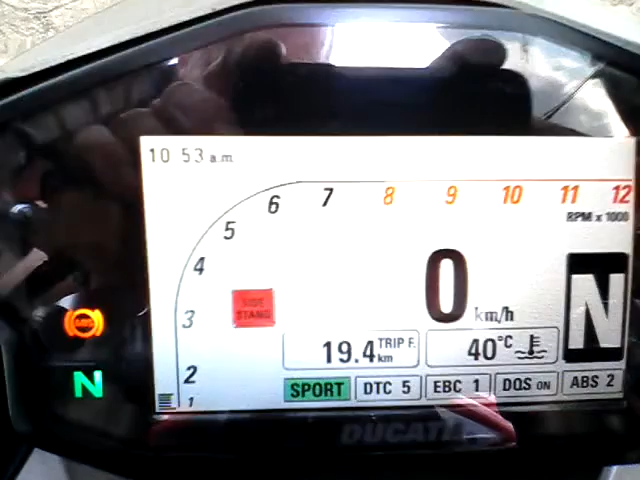 10 53 a.m
6 7 8 9 10 11 12
RPM x 1000
5
4
3
2
1
SIDE
STAND
0 km/h
N
19.4 TRIP F.
km
40°C
SPORT DTC 5 EBC 1 DQS ON ABS 2
ABS
N
DUCATI